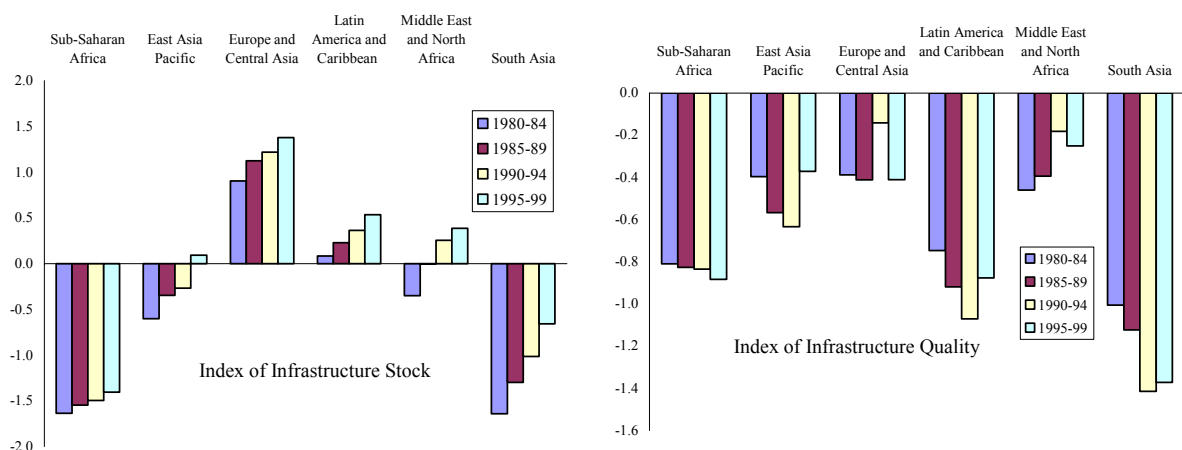 Sub-Saharan
Africa
East Asia
Pacific
Europe and
Central Asia
Latin
America and
Caribbean
Middle East
and North
Africa
South Asia
2.0
1.5
1.0
0.5
0.0
-0.5
-1.0
-1.5
-2.0
1980-84
1985-89
1990-94
1995-99
Index of Infrastructure Stock
Sub-Saharan
Africa
East Asia
Pacific
Europe and
Central Asia
Latin America
and Caribbean
Middle East
and North
Africa
South Asia
0.0
-0.2
-0.4
-0.6
-0.8
-1.0
-1.2
-1.4
-1.6
1980-84
1985-89
1990-94
1995-99
Index of Infrastructure Quality